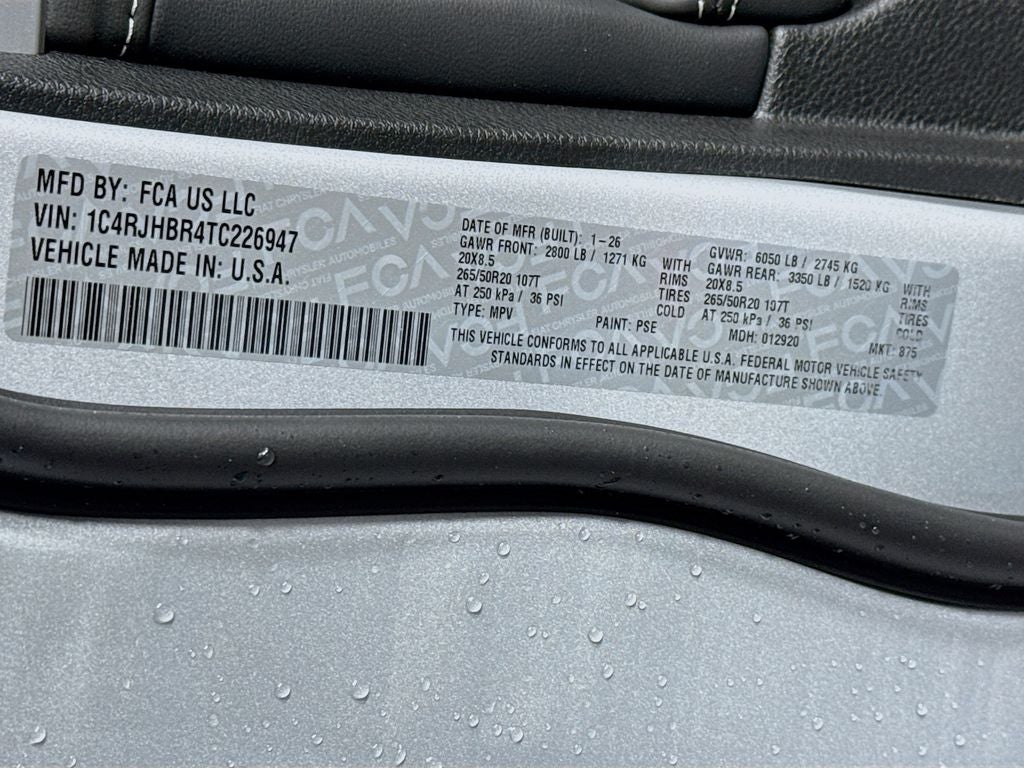 MFD BY: FCA US LLC
VIN: 1C4RJHBR4TC226947
VEHICLE MADE IN: U.S.A.
DATE OF MFR (BUILT): 1-26
GAWR FRONT: 2800 LB / 1271 KG WITH
20X8.5 RIMS
265/50R20 107T TIRES
AT 250 kPa / 36 PSI COLD
TYPE: MPV
PAINT: PSE
GVWR: 6050 LB / 2745 KG
GAWR REAR: 3350 LB / 1520 KG WITH
20X8.5 RIMS
265/50R20 107T TIRES
AT 250 kPa / 36 PSI COLD
MDH: 012920
MKT: 875
THIS VEHICLE CONFORMS TO ALL APPLICABLE U.S.A. FEDERAL MOTOR VEHICLE SAFETY
STANDARDS IN EFFECT ON THE DATE OF MANUFACTURE SHOWN ABOVE.